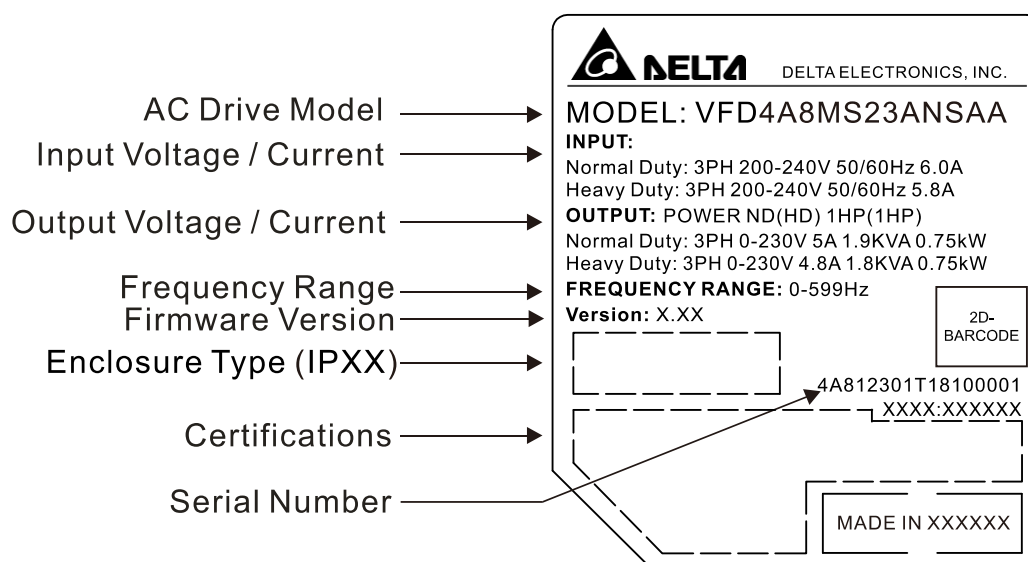 DELTA DELTA ELECTRONICS, INC.
AC Drive Model
MODEL: VFD4A8MS23ANSAA
Input Voltage / Current
INPUT:
Normal Duty: 3PH 200-240V 50/60Hz 6.0A
Heavy Duty: 3PH 200-240V 50/60Hz 5.8A
Output Voltage / Current
OUTPUT: POWER ND(HD) 1HP(1HP)
Normal Duty: 3PH 0-230V 5A 1.9KVA 0.75kW
Heavy Duty: 3PH 0-230V 4.8A 1.8KVA 0.75kW
Frequency Range
FREQUENCY RANGE: 0-599Hz
Firmware Version
Version: X.XX
2D-
BARCODE
Enclosure Type (IPXX)
4A812301T18100001
XXXX:XXXXXX
Certifications
Serial Number
MADE IN XXXXXX